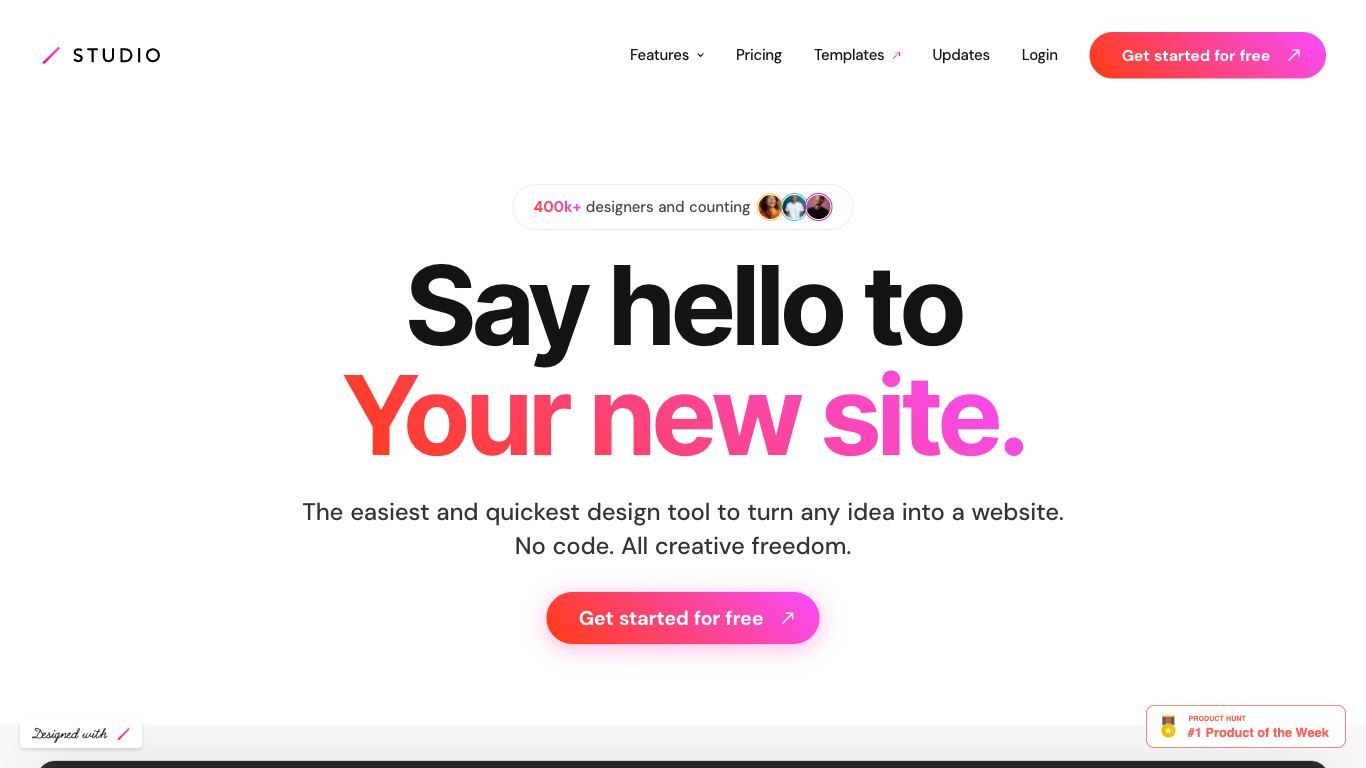 STUDIO
Features
Pricing
Templates
Updates
Login
Get started for free
400k+ designers and counting
Say hello to
Your new site.
The easiest and quickest design tool to turn any idea into a website.
No code. All creative freedom.
Get started for free
Designed with
PRODUCT HUNT
#1 Product of the Week